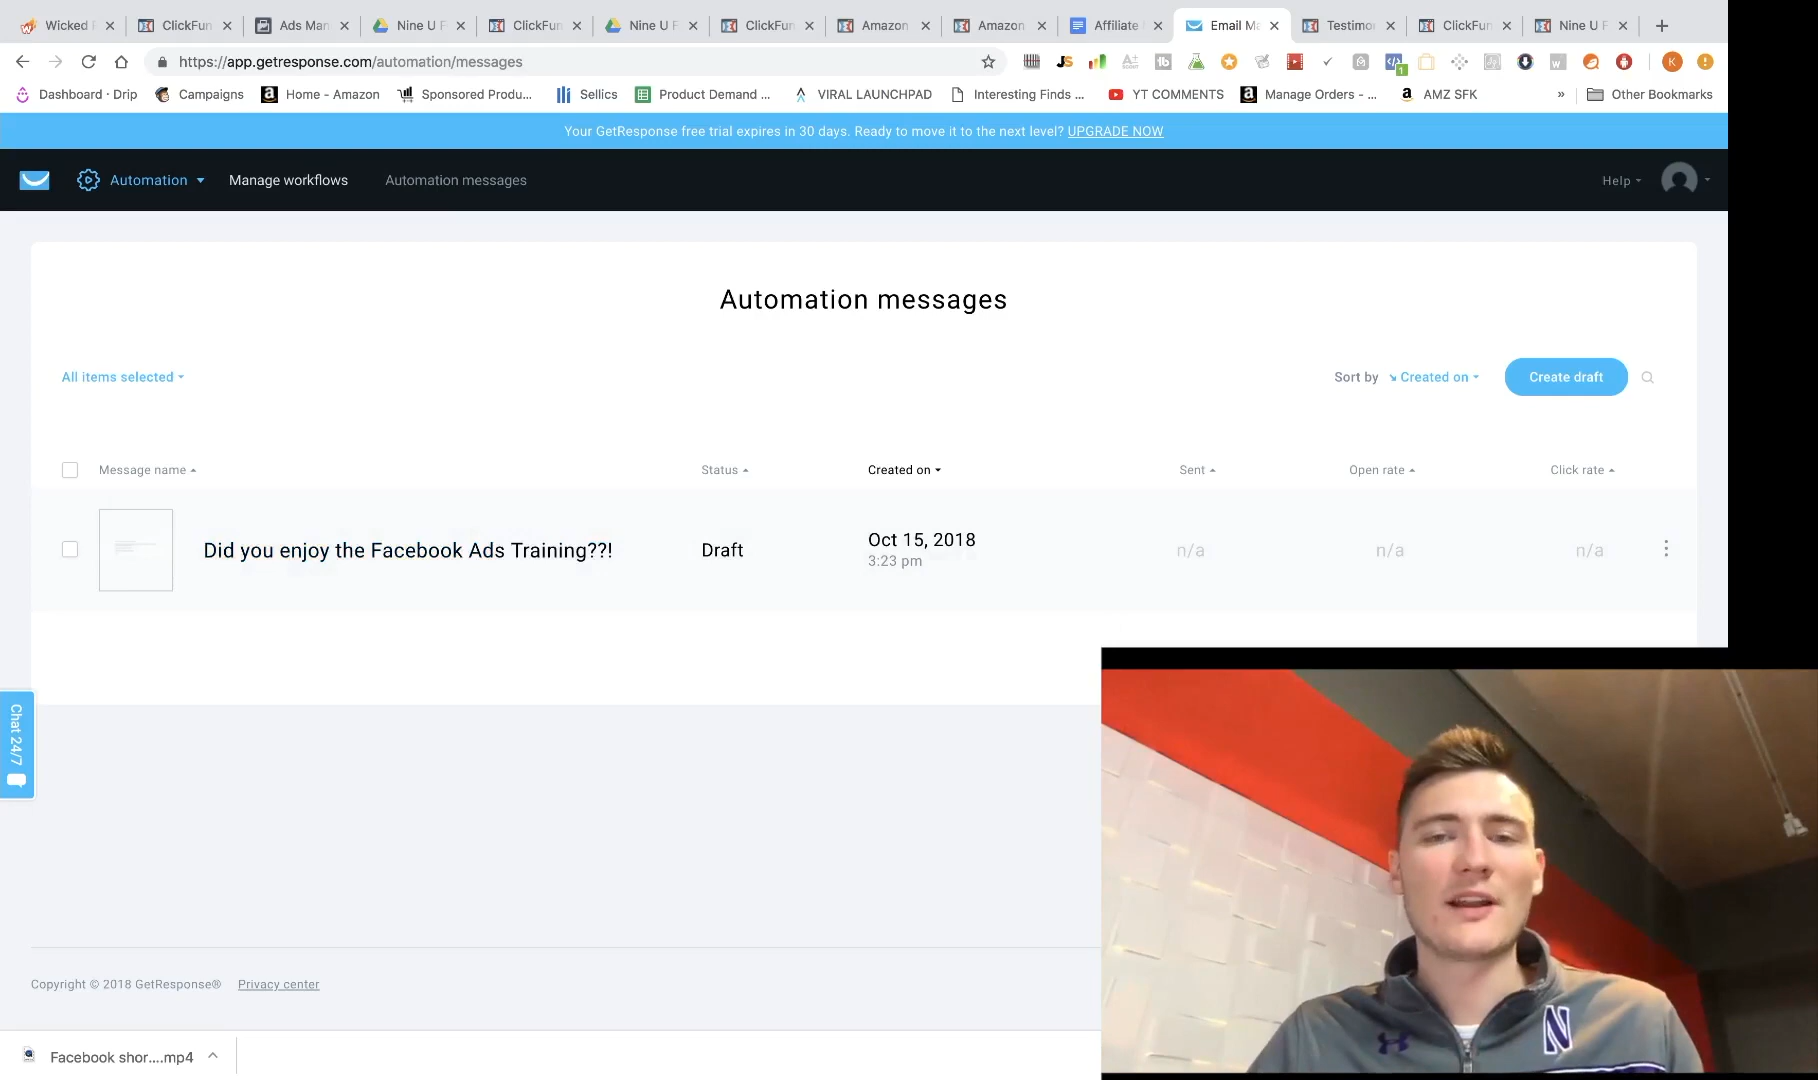 Wicked
ClickFun
Ads Man
Nine U F
ClickFun
Nine U F
ClickFun
Amazon
Amazon
Affiliate
Email Me
Testimo
ClickFun
Nine U F
https://app.getresponse.com/automation/messages
Dashboard · Drip
Campaigns
Home - Amazon
Sponsored Produ...
Sellics
Product Demand ...
VIRAL LAUNCHPAD
Interesting Finds ...
YT COMMENTS
Manage Orders - ...
AMZ SFK
»
Other Bookmarks
Your GetResponse free trial expires in 30 days. Ready to move it to the next level? UPGRADE NOW
Automation
Manage workflows
Automation messages
Help
Automation messages
All items selected
Sort by
Created on
Create draft
Message name
Status
Created on
Sent
Open rate
Click rate
Did you enjoy the Facebook Ads Training??!
Draft
Oct 15, 2018
3:23 pm
n/a
n/a
n/a
Chat 24/7
N
Copyright © 2018 GetResponse®
Privacy center
Facebook shor....mp4